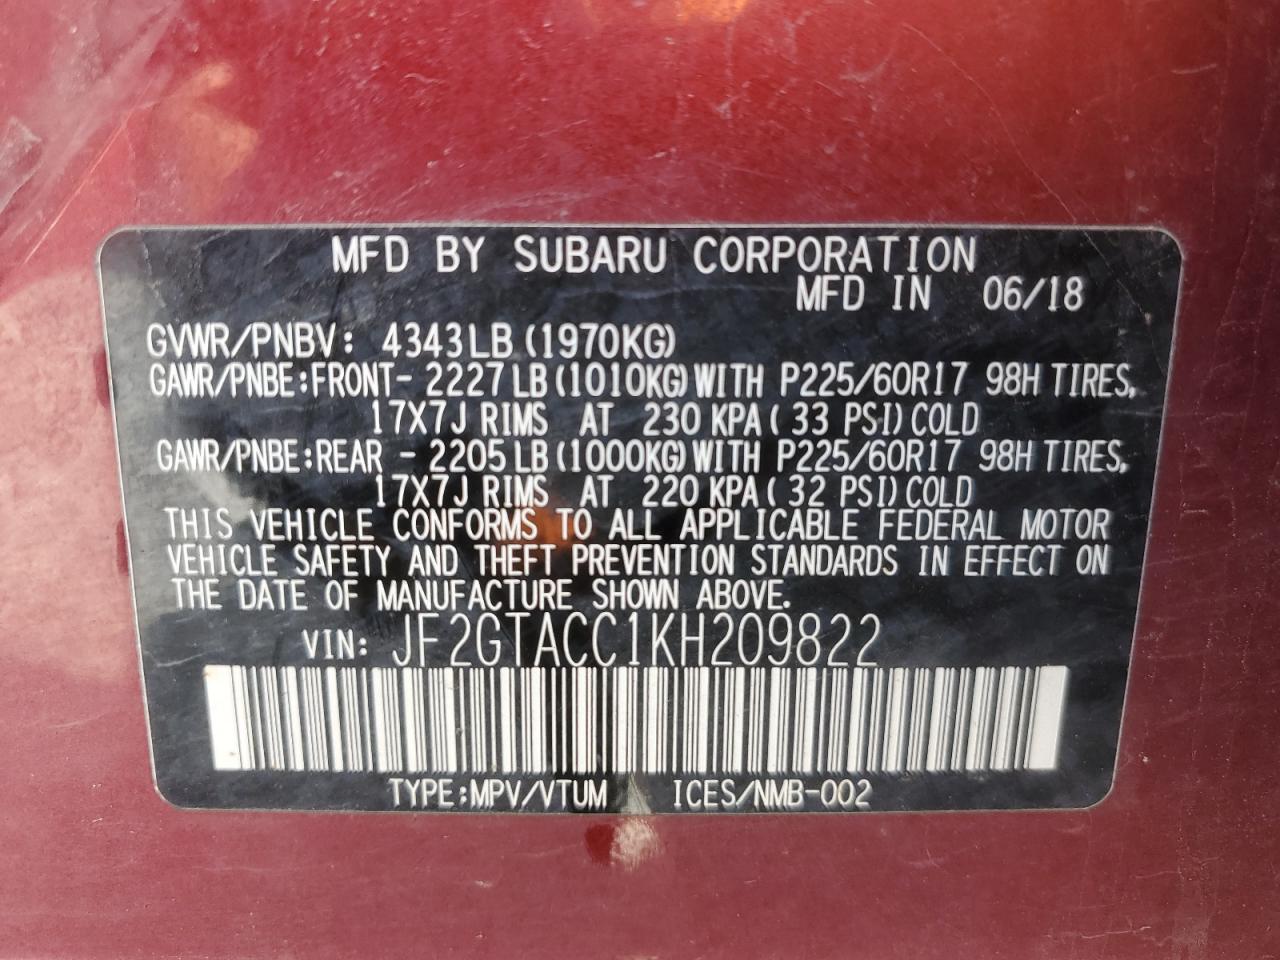 MFD BY SUBARU CORPORATION
MFD IN 06/18
GVWR/PNBV: 4343LB (1970KG)
GAWR/PNBE:FRONT- 2227LB (1010KG) WITH P225/60R17 98H TIRES,
17X7J RIMS AT 230 KPA ( 33 PSI) COLD
GAWR/PNBE:REAR - 2205LB (1000KG) WITH P225/60R17 98H TIRES,
17X7J RIMS AT 220 KPA ( 32 PSI) COLD
THIS VEHICLE CONFORMS TO ALL APPLICABLE FEDERAL MOTOR
VEHICLE SAFETY AND THEFT PREVENTION STANDARDS IN EFFECT ON
THE DATE OF MANUFACTURE SHOWN ABOVE.
VIN: JF2GTACC1KH209822
TYPE:MPV/VTUM ICES/NMB-002